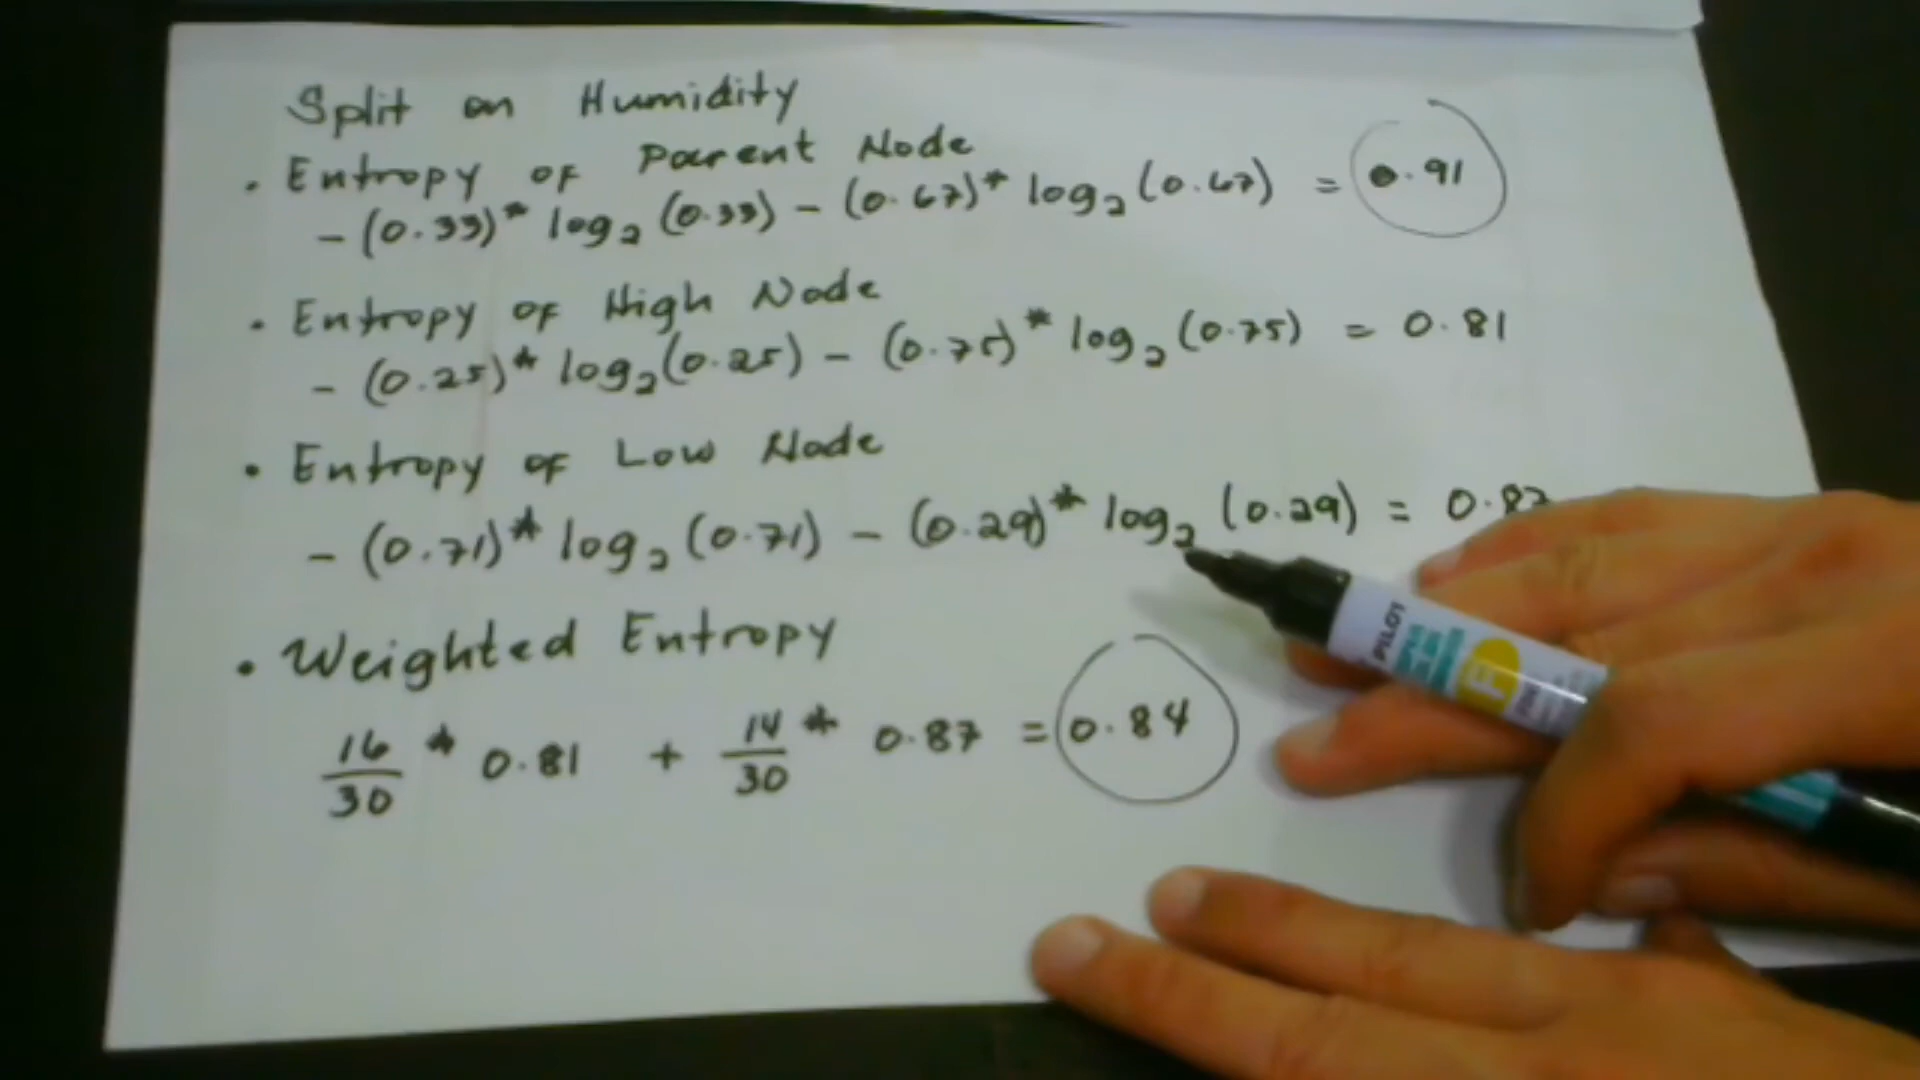 Split on Humidity
• Entropy of Parent Node
- (0.33)* log₂ (0.33) - (0.67)* log₂ (0.67) = 0.91
• Entropy of High Node
- (0.25)* log₂(0.25) - (0.75)* log₂(0.75) = 0.81
• Entropy of Low Node
- (0.71)* log₂ (0.71) - (0.29)* log₂ (0.29) = 0.87
• Weighted Entropy
16/30 * 0.81 + 14/30 * 0.87 = 0.84
PILOT
F